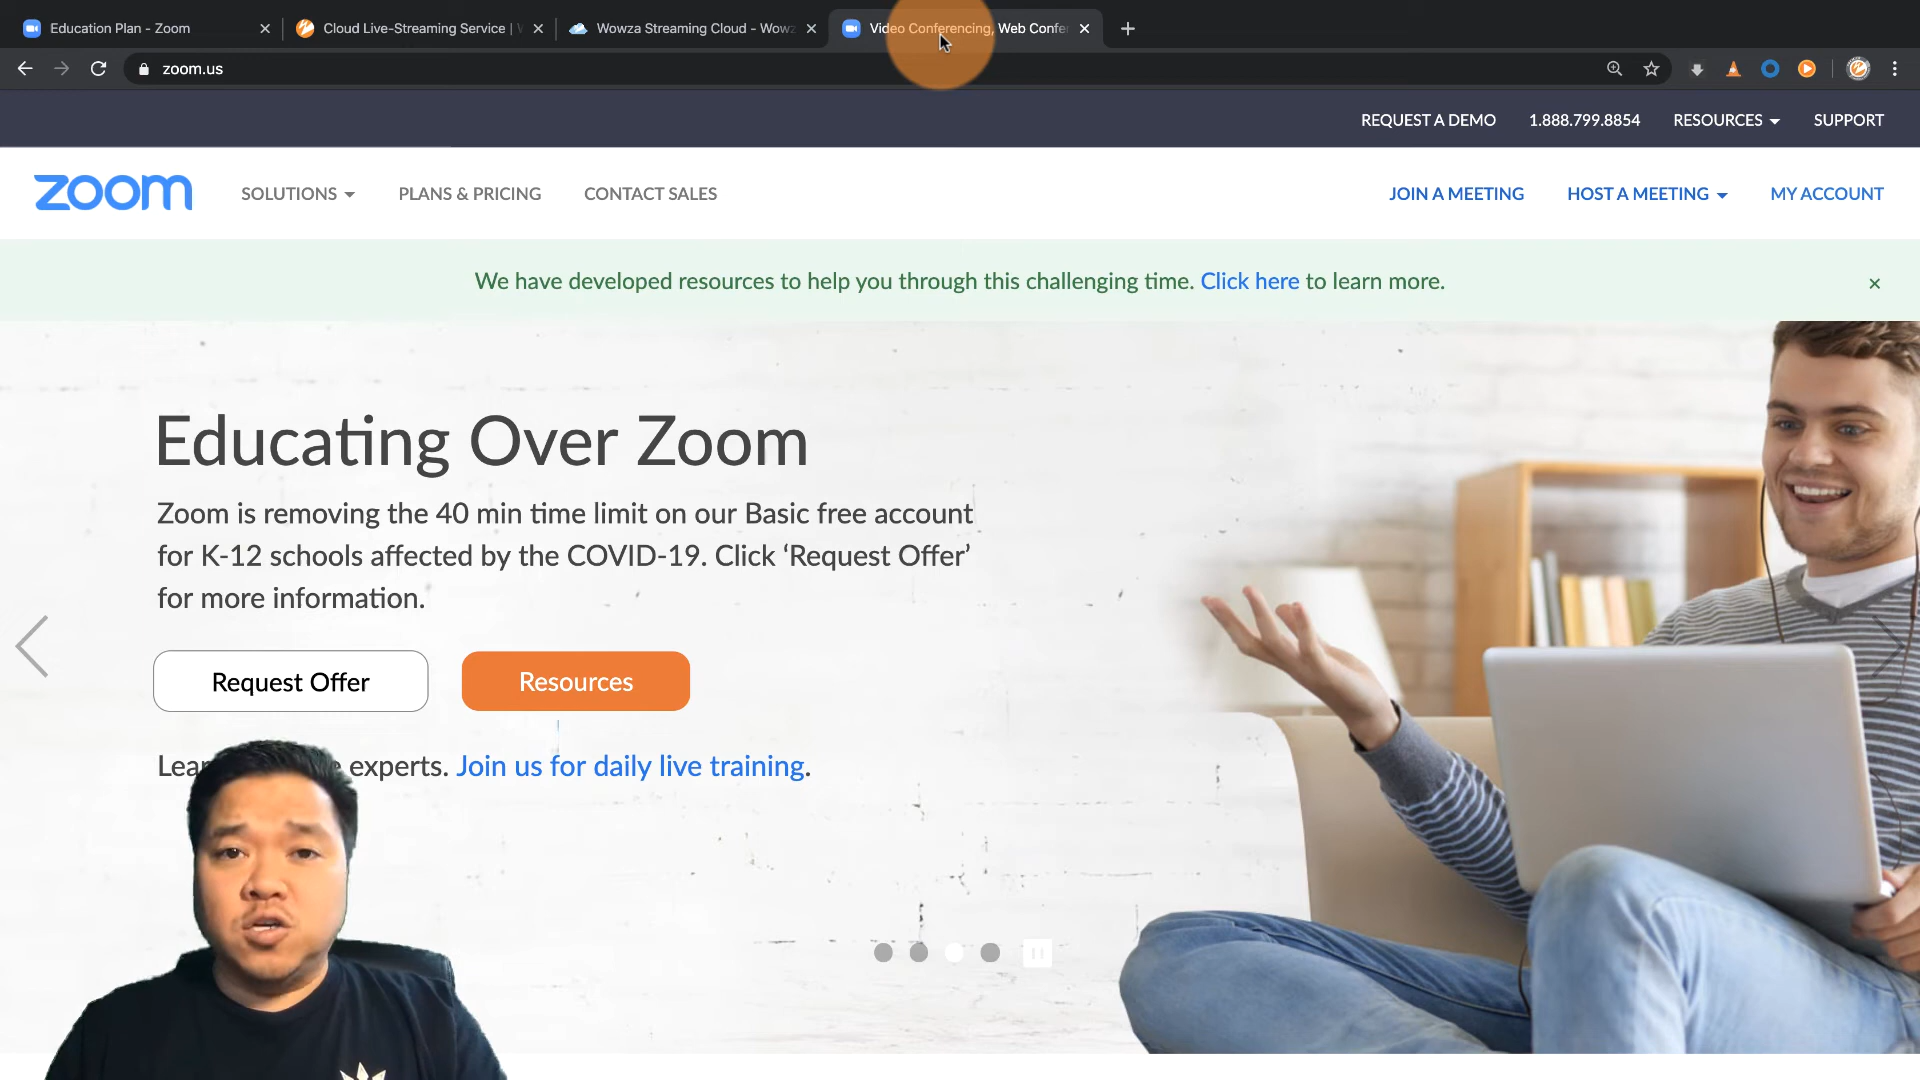 Education Plan - Zoom
Cloud Live-Streaming Service |
Wowza Streaming Cloud - Wowz
Video Conferencing, Web Confer
zoom.us
REQUEST A DEMO
1.888.799.8854
RESOURCES
SUPPORT
zoom
SOLUTIONS
PLANS & PRICING
CONTACT SALES
JOIN A MEETING
HOST A MEETING
MY ACCOUNT
We have developed resources to help you through this challenging time. Click here to learn more.
Educating Over Zoom
Zoom is removing the 40 min time limit on our Basic free account
for K-12 schools affected by the COVID-19. Click ‘Request Offer’
for more information.
Request Offer
Resources
experts. Join us for daily live training.